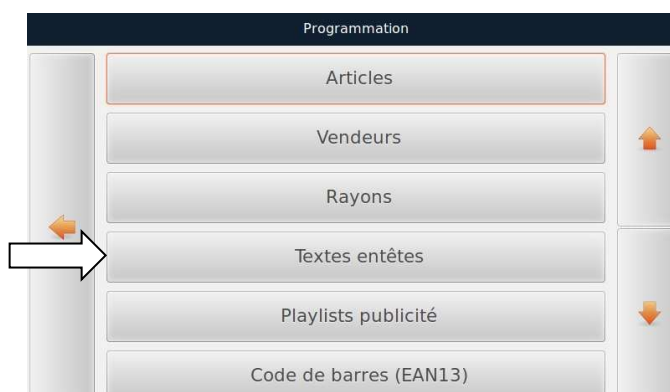 Programmation
Articles
Vendeurs
Rayons
Textes entêtes
Playlists publicité
Code de barres (EAN13)